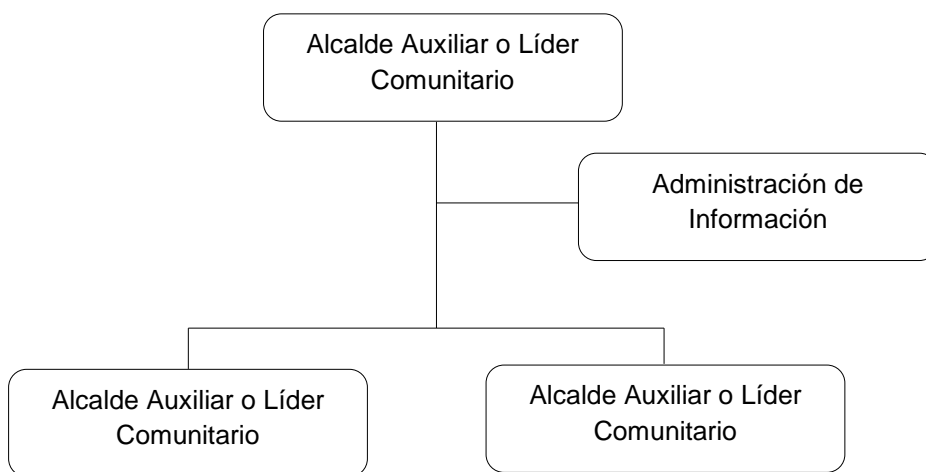 Alcalde Auxiliar o Líder
Comunitario
Administración de
Información
Alcalde Auxiliar o Líder
Comunitario
Alcalde Auxiliar o Líder
Comunitario